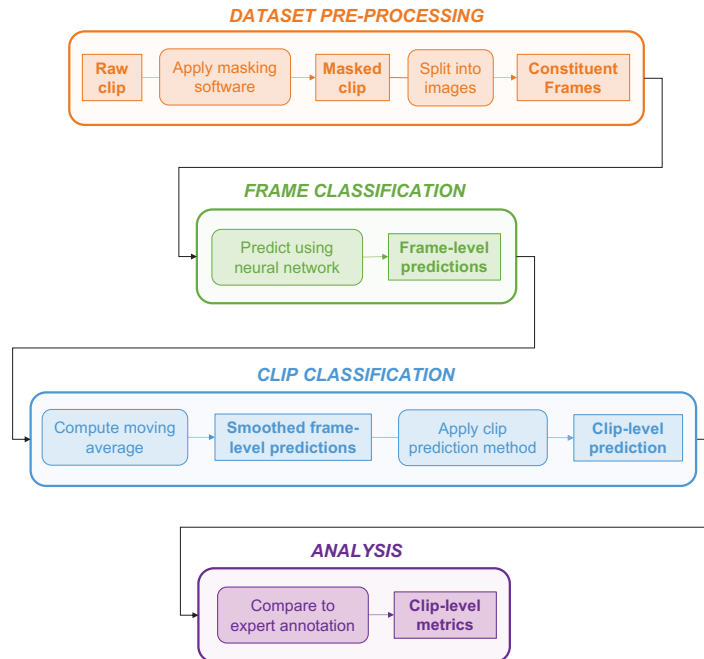 DATASET PRE-PROCESSING
Raw
clip
Apply masking
software
Masked
clip
Split into
images
Constituent
Frames
FRAME CLASSIFICATION
Predict using
neural network
Frame-level
predictions
CLIP CLASSIFICATION
Compute moving
average
Smoothed frame-
level predictions
Apply clip
prediction method
Clip-level
prediction
ANALYSIS
Compare to
expert annotation
Clip-level
metrics